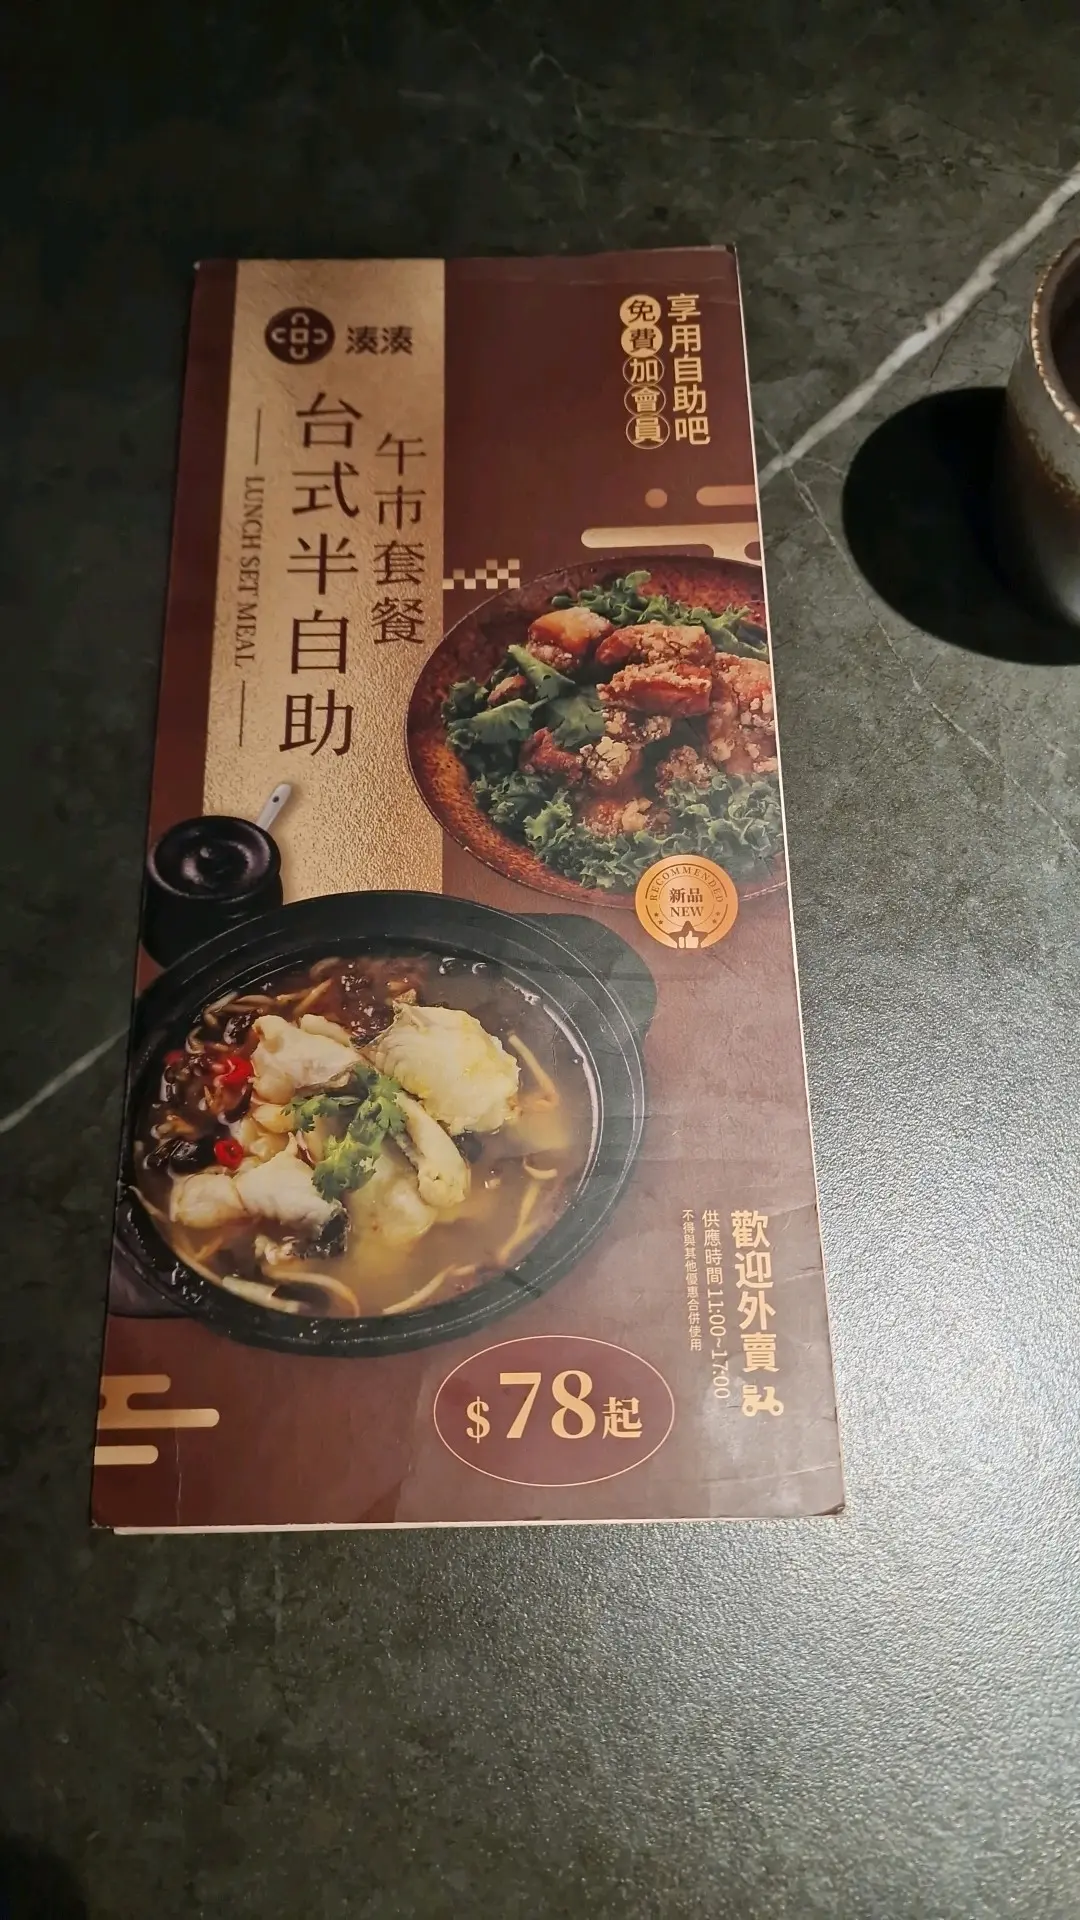 湊湊
午市套餐
台式半自助
LUNCH SET MEAL
享用自助吧
免費加會員
RECOMMENDED
新品
NEW
歡迎外賣
供應時間 11:00~17:00
不得與其他優惠合併使用
$78起